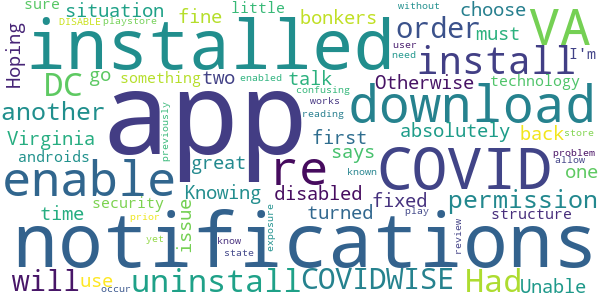 sure situation bonkers little choose VA
Hoping DISABLE playstore fine order must without
installed install I'm
DC go something two talk Otherwise technology user need
another app enabled confusing download
Virginia previously works reading first absolutely back store
androids great re says COVID problem one
enable Knowing disabled fixed allow
time security issue turned permission known structure
notifications
prior yet know state exposure play review
will use occur uninstall COVIDWISE Had Unable